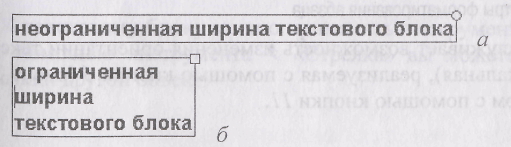 неограниченная ширина текстового блока
а
ограниченная
ширина
текстового блока
б